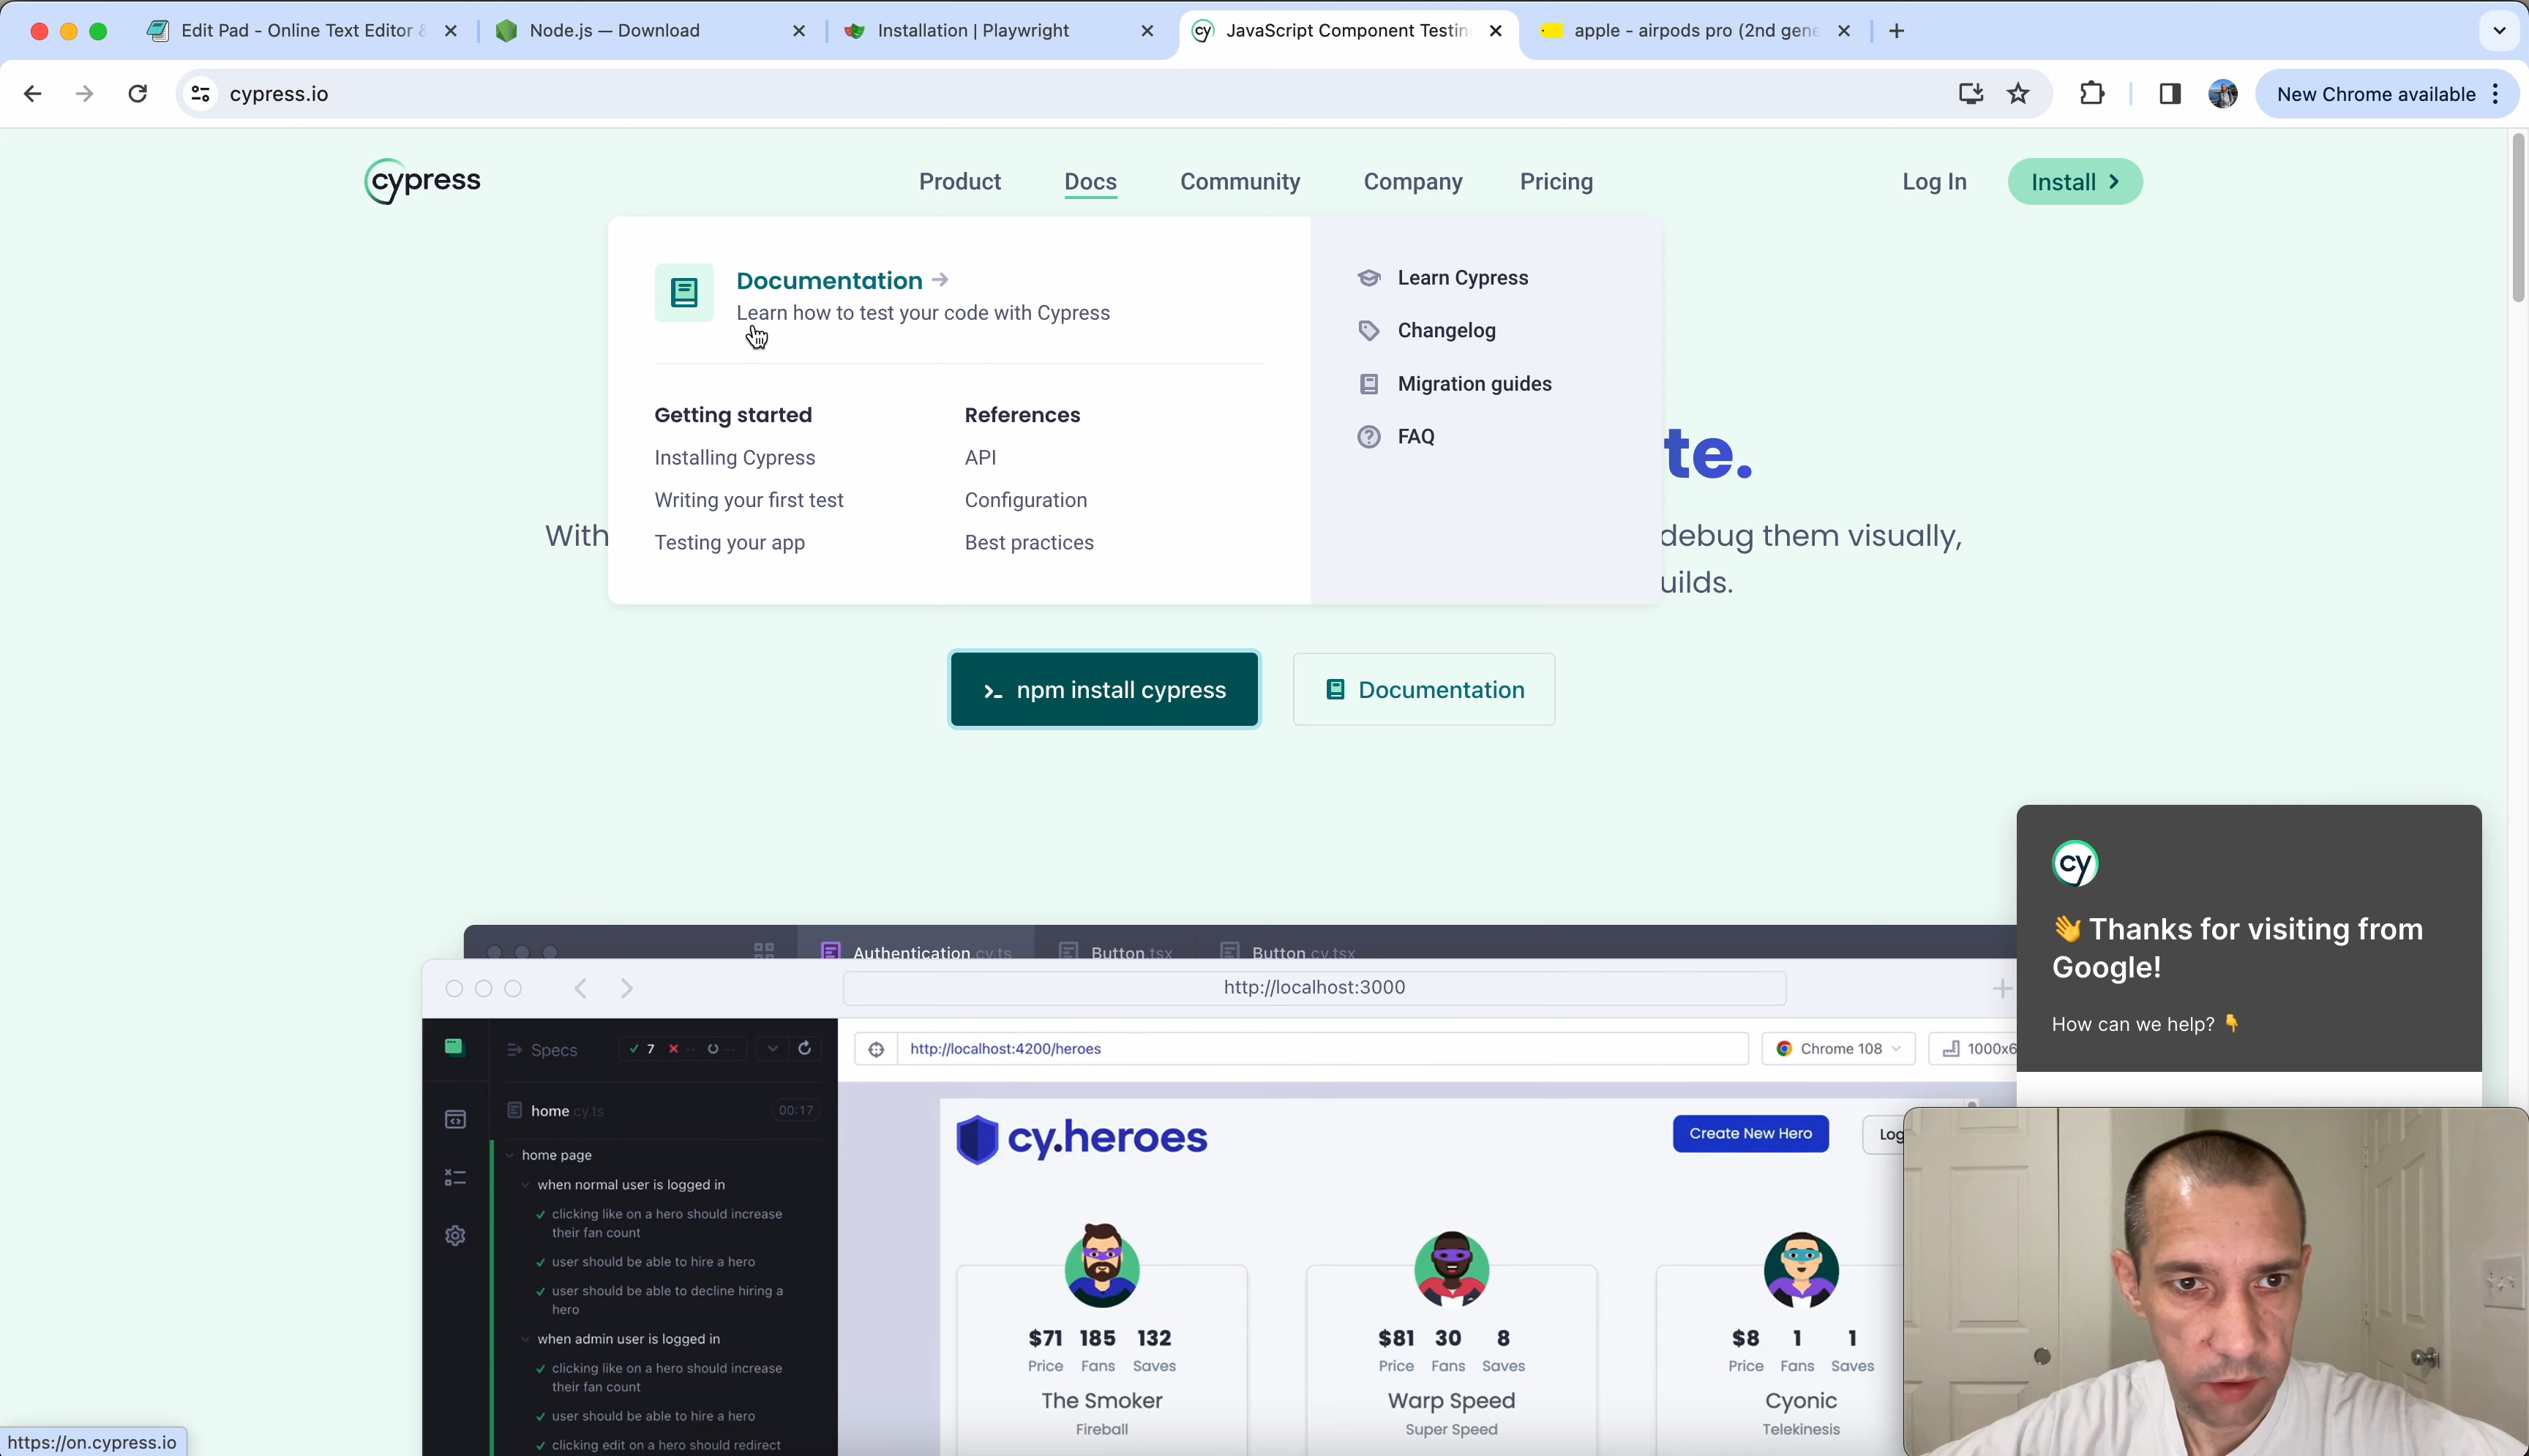 Edit Pad - Online Text Editor &
Node.js — Download
Installation | Playwright
JavaScript Component Testin
apple - airpods pro (2nd gene
cypress.io
New Chrome available
cypress
Product
Docs
Community
Company
Pricing
Log In
Install
Documentation
Learn how to test your code with Cypress
Getting started
Installing Cypress
Writing your first test
Testing your app
References
API
Configuration
Best practices
Learn Cypress
Changelog
Migration guides
FAQ
te.
With
debug them visually,
uilds.
>_ npm install cypress
Documentation
Authentication.cy.ts
Button.tsx
Button.cy.tsx
http://localhost:3000
Specs
7
--
--
http://localhost:4200/heroes
Chrome 108
1000x6
home.cy.ts
00:17
home page
when normal user is logged in
clicking like on a hero should increase
their fan count
user should be able to hire a hero
user should be able to decline hiring a
hero
when admin user is logged in
clicking like on a hero should increase
their fan count
user should be able to hire a hero
clicking edit on a hero should redirect
cy.heroes
Create New Hero
Log
$71 185 132
Price Fans Saves
The Smoker
Fireball
$81 30 8
Price Fans Saves
Warp Speed
Super Speed
$8 1 1
Price Fans Saves
Cyonic
Telekinesis
cy
👋 Thanks for visiting from
Google!
How can we help? 👇
https://on.cypress.io